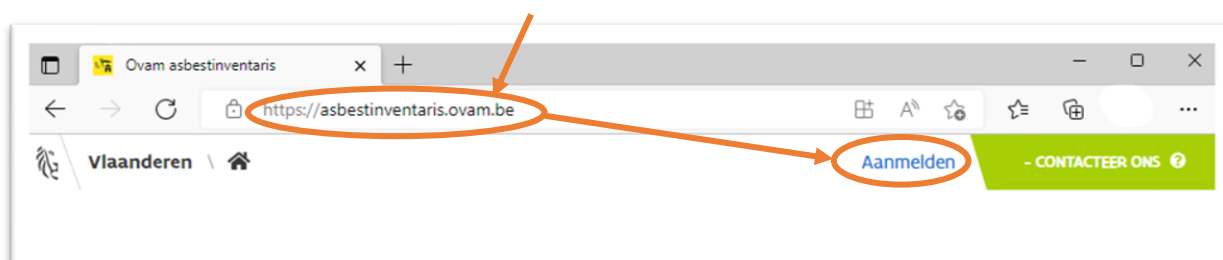 Ovam asbestinventaris
https://asbestinventaris.ovam.be
Vlaanderen \ Aanmelden - CONTACTEER ONS ?